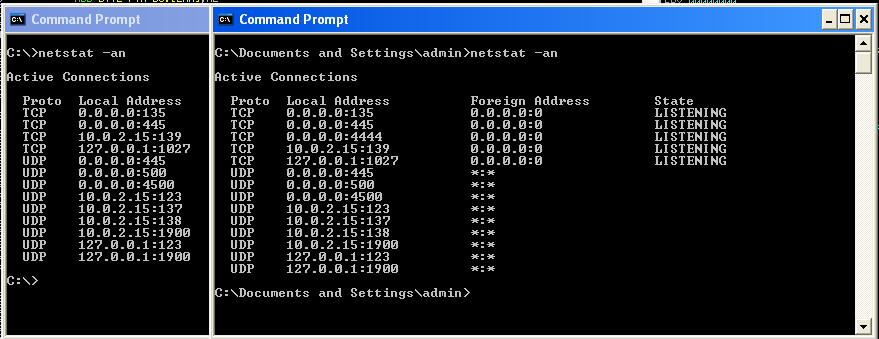 Command Prompt
C:\>netstat -an
Active Connections
Proto Local Address
TCP 0.0.0.0:135
TCP 0.0.0.0:445
TCP 10.0.2.15:139
TCP 127.0.0.1:1027
UDP 0.0.0.0:445
UDP 0.0.0.0:500
UDP 0.0.0.0:4500
UDP 10.0.2.15:123
UDP 10.0.2.15:137
UDP 10.0.2.15:138
UDP 10.0.2.15:1900
UDP 127.0.0.1:123
UDP 127.0.0.1:1900
C:\>
Command Prompt
C:\Documents and Settings\admin>netstat -an
Active Connections
Proto Local Address Foreign Address State
TCP 0.0.0.0:135 0.0.0.0:0 LISTENING
TCP 0.0.0.0:445 0.0.0.0:0 LISTENING
TCP 0.0.0.0:4444 0.0.0.0:0 LISTENING
TCP 10.0.2.15:139 0.0.0.0:0 LISTENING
TCP 127.0.0.1:1027 0.0.0.0:0 LISTENING
UDP 0.0.0.0:445 *:*
UDP 0.0.0.0:500 *:*
UDP 0.0.0.0:4500 *:*
UDP 10.0.2.15:123 *:*
UDP 10.0.2.15:137 *:*
UDP 10.0.2.15:138 *:*
UDP 10.0.2.15:1900 *:*
UDP 127.0.0.1:123 *:*
UDP 127.0.0.1:1900 *:*
C:\Documents and Settings\admin>